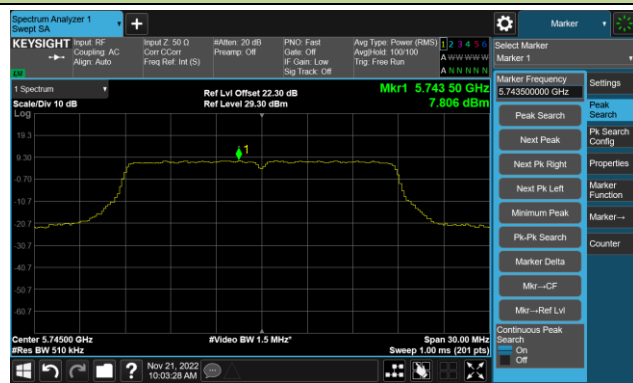 Spectrum Analyzer 1
Swept SA
Marker
KEYSIGHT
Input: RF
Coupling: AC
Align: Auto
Input Z: 50 Ω
Corr CCorr
Freq Ref: Int (S)
#Atten: 20 dB
Preamp: Off
PNO: Fast
Gate: Off
IF Gain: Low
Sig Track: Off
Avg Type: Power (RMS)
Avg|Hold: 100/100
Trig: Free Run
1 2 3 4 5 6
A WW WW W
A N N N N N
LXI
1 Spectrum
Scale/Div 10 dB
Log
Ref Lvl Offset 22.30 dB
Ref Level 29.30 dBm
Mkr1 5.743 50 GHz
7.806 dBm
19.3
9.30
-0.70
-10.7
-20.7
-30.7
-40.7
-50.7
-60.7
1
Center 5.74500 GHz
#Res BW 510 kHz
#Video BW 1.5 MHz*
Span 30.00 MHz
Sweep 1.00 ms (201 pts)
Select Marker
Marker 1
Marker Frequency
5.743500000 GHz
Peak Search
Next Peak
Next Pk Right
Next Pk Left
Minimum Peak
Pk-Pk Search
Marker Delta
Mkr→CF
Mkr→Ref Lvl
Continuous Peak
Search
On
Off
Settings
Peak
Search
Pk Search
Config
Properties
Marker
Function
Marker→
Counter
?
Nov 21, 2022
10:03:28 AM